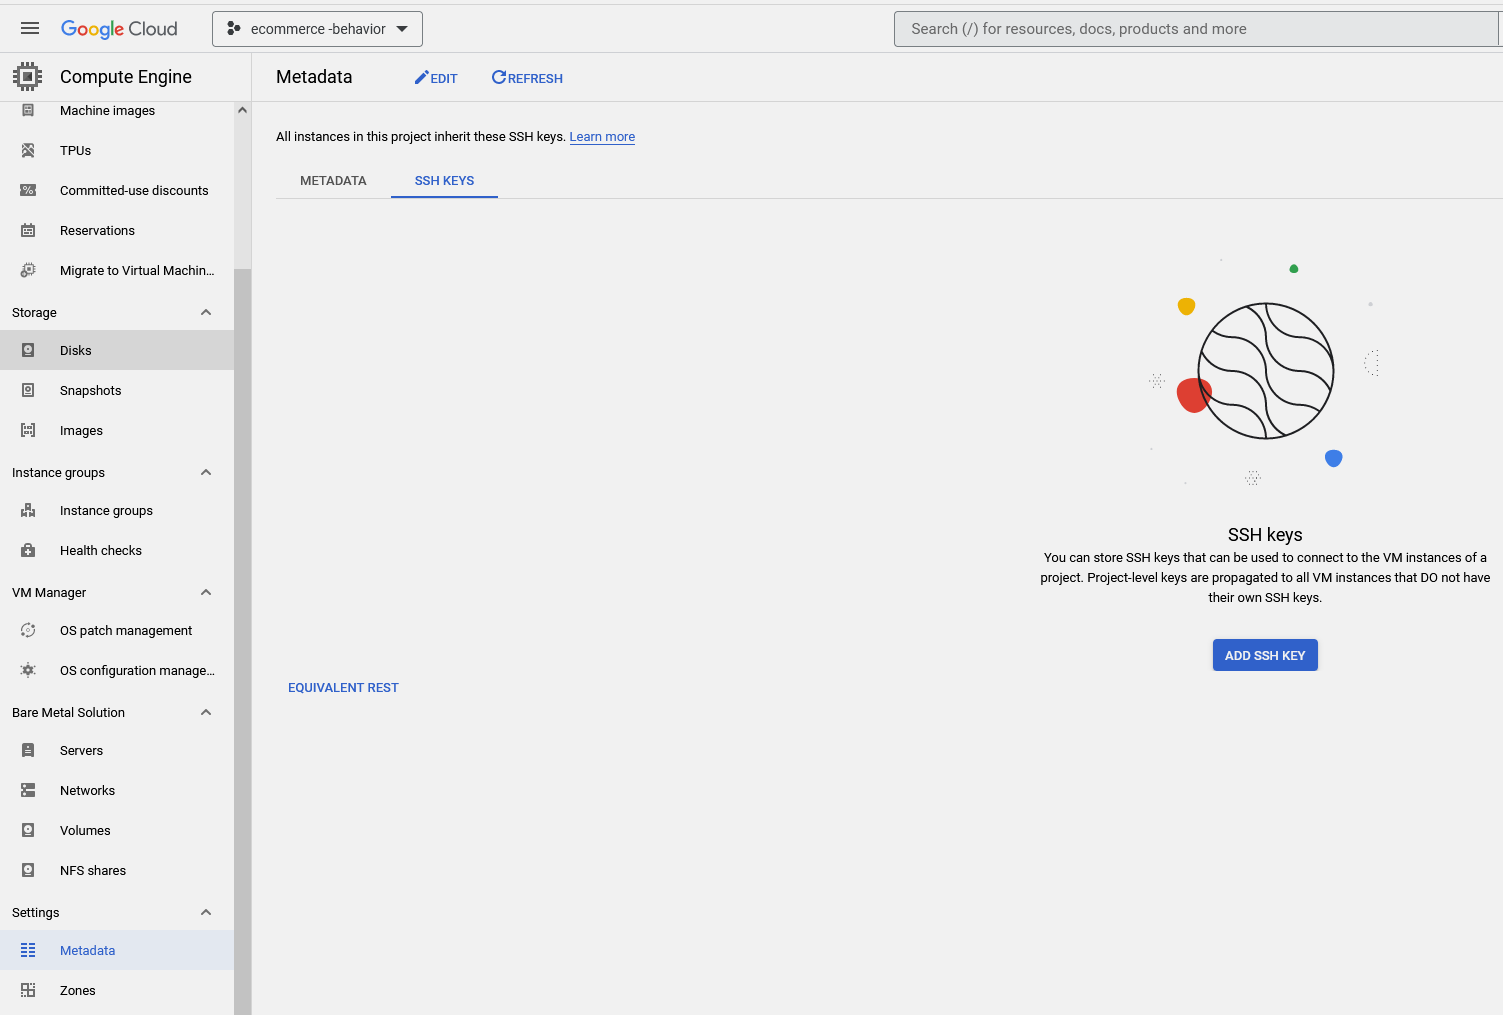 Google Cloud
ecommerce -behavior
Search (/) for resources, docs, products and more
Compute Engine
Metadata
EDIT
REFRESH
Machine images
TPUs
Committed-use discounts
Reservations
Migrate to Virtual Machin...
Storage
Disks
Snapshots
Images
Instance groups
Instance groups
Health checks
VM Manager
OS patch management
OS configuration manage...
Bare Metal Solution
Servers
Networks
Volumes
NFS shares
Settings
Metadata
Zones
All instances in this project inherit these SSH keys. Learn more
METADATA
SSH KEYS
SSH keys
You can store SSH keys that can be used to connect to the VM instances of a
project. Project-level keys are propagated to all VM instances that DO not have
their own SSH keys.
ADD SSH KEY
EQUIVALENT REST